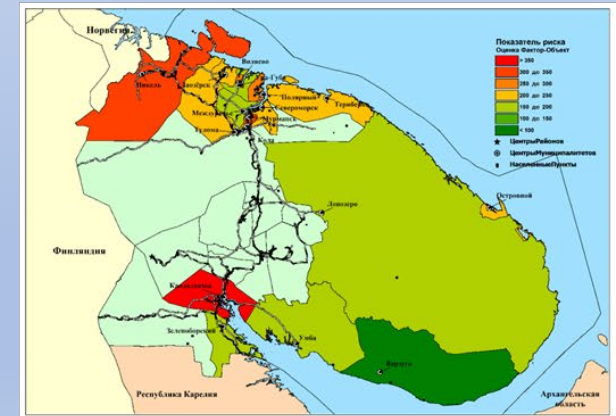 Норвегия
Показатель риска
Оценка Фактор-Объект
> 350
300 до 350
250 до 300
200 до 250
150 до 200
100 до 150
< 100
ЦентрыРайонов
ЦентрыМуниципалитетов
НаселенныеПункты
Никель
Полярный
Североморск
Мурманск
Кола
Тулома
Островной
Ловозеро
Финляндия
Кандалакша
Зеленоборский
Умба
Варзуга
Республика Карелия
Архангельская
область